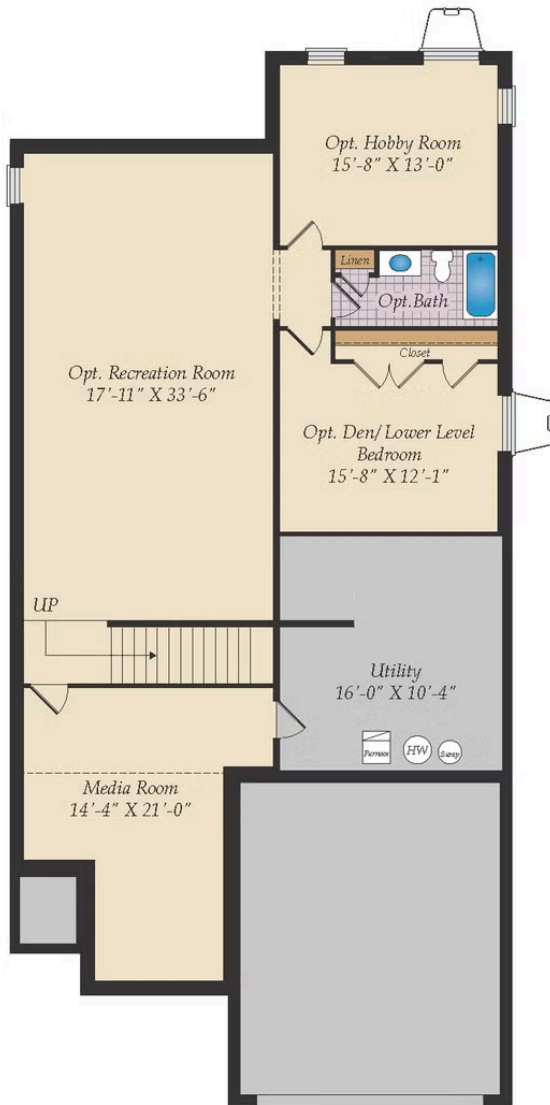 Opt. Hobby Room
15'-8" X 13'-0"
Linen
Opt.Bath
Closet
Opt. Recreation Room
17'-11" X 33'-6"
Opt. Den/Lower Level
Bedroom
15'-8" X 12'-1"
UP
Utility
16'-0" X 10'-4"
Furnace
HW
Sump
Media Room
14'-4" X 21'-0"